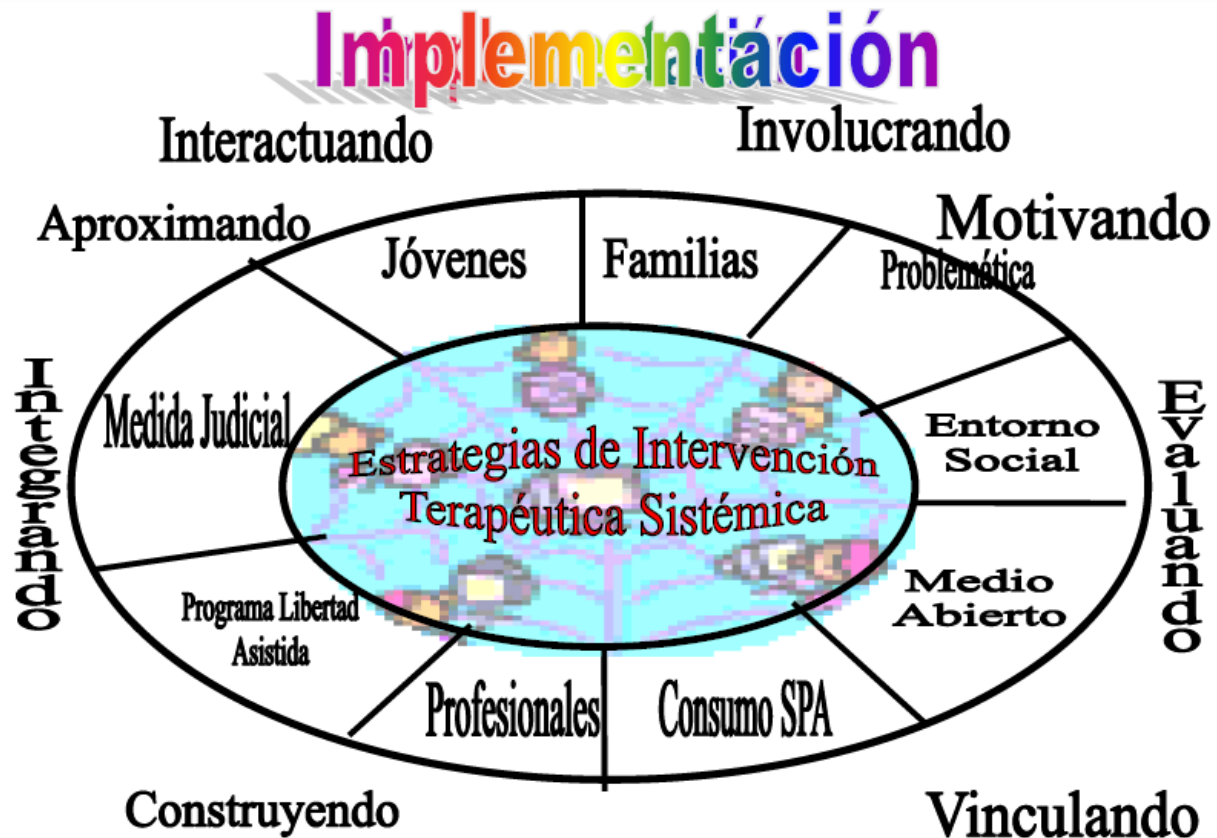 Implementación
Interactuando
Involucrando
Aproximando
Motivando
Jóvenes
Familias
Problemática
Integrando
Medida Judicial
Estrategias de Intervención
Terapéutica Sistémica
Entorno
Social
Evaluando
Medio
Abierto
Programa Libertad
Asistida
Profesionales
Consumo SPA
Construyendo
Vinculando